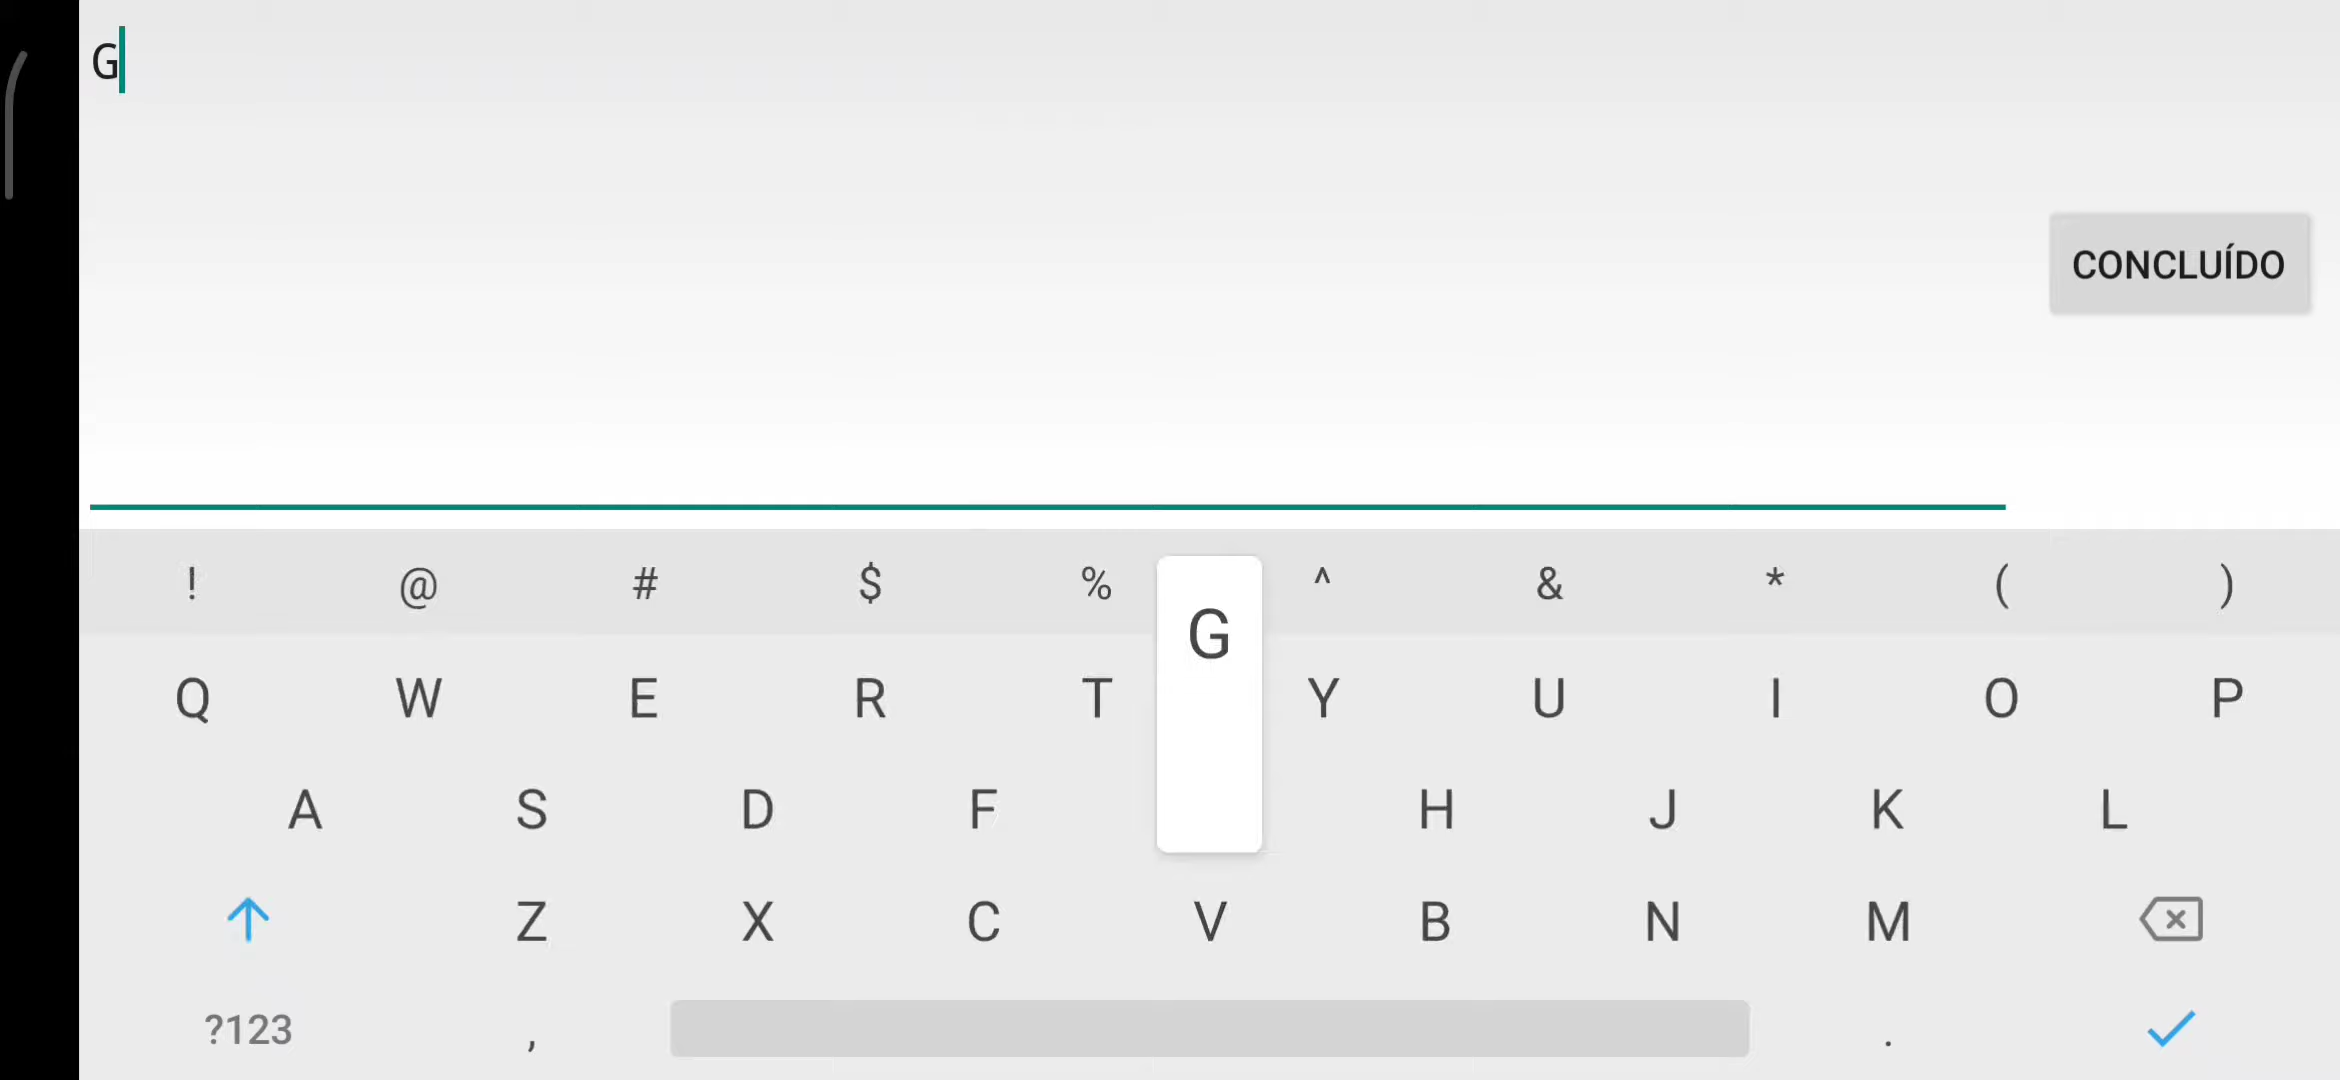 G
CONCLUÍDO
! @ # $ % ^ & * ( )
G
Q W E R T Y U I O P
A S D F H J K L
Z X C V B N M
?123 , .